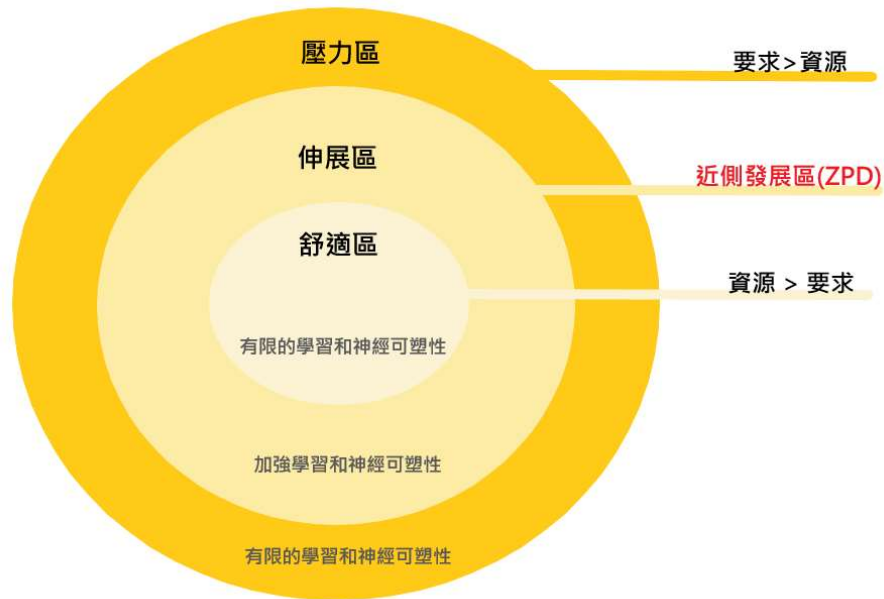 壓力區
要求>資源
伸展區
近側發展區(ZPD)
舒適區
資源 > 要求
有限的學習和神經可塑性
加強學習和神經可塑性
有限的學習和神經可塑性